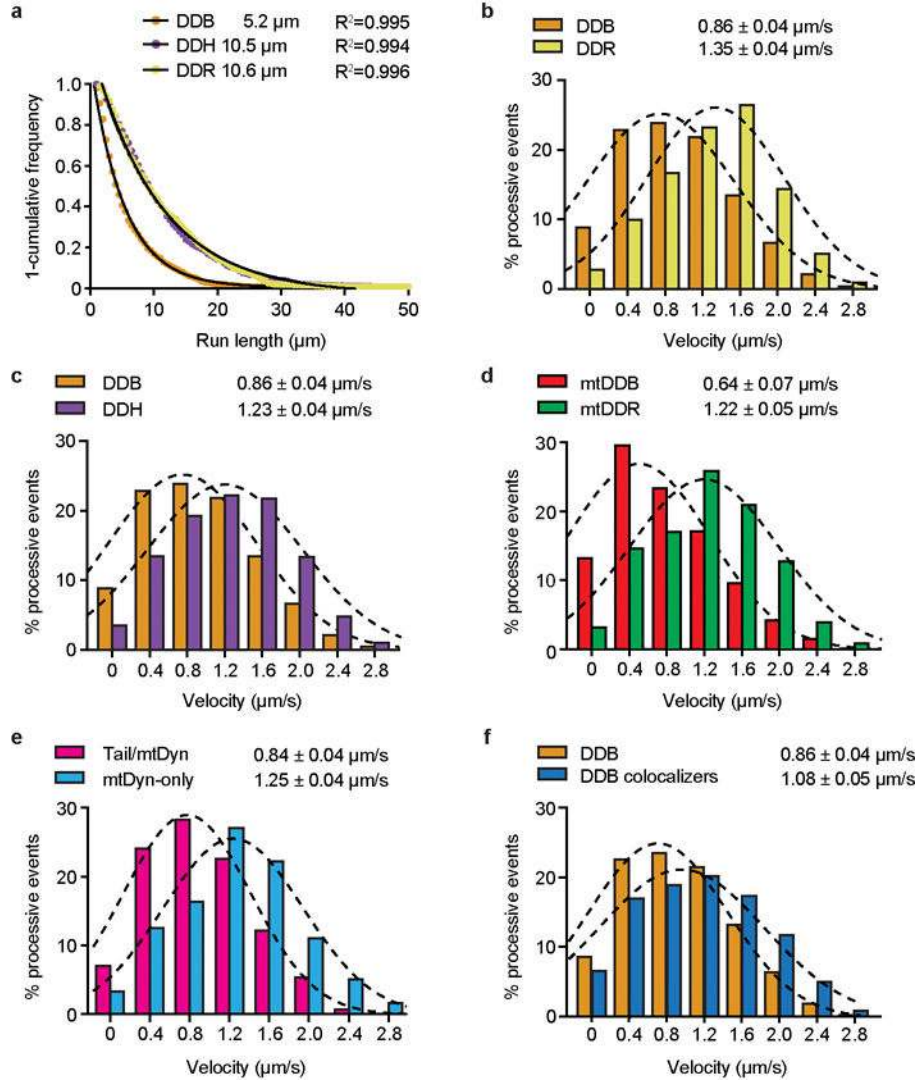 a
DDB 5.2 µm R²=0.995
DDH 10.5 µm R²=0.994
DDR 10.6 µm R²=0.996
1.0
0.8
0.6
0.4
0.2
0
1-cumulative frequency
0 10 20 30 40 50
Run length (µm)
b
DDB 0.86 ± 0.04 µm/s
DDR 1.35 ± 0.04 µm/s
30
20
10
0
% processive events
0 0.4 0.8 1.2 1.6 2.0 2.4 2.8
Velocity (µm/s)
c
DDB 0.86 ± 0.04 µm/s
DDH 1.23 ± 0.04 µm/s
30
20
10
0
% processive events
0 0.4 0.8 1.2 1.6 2.0 2.4 2.8
Velocity (µm/s)
d
mtDDB 0.64 ± 0.07 µm/s
mtDDR 1.22 ± 0.05 µm/s
30
20
10
0
% processive events
0 0.4 0.8 1.2 1.6 2.0 2.4 2.8
Velocity (µm/s)
e
Tail/mtDyn 0.84 ± 0.04 µm/s
mtDyn-only 1.25 ± 0.04 µm/s
30
20
10
0
% processive events
0 0.4 0.8 1.2 1.6 2.0 2.4 2.8
Velocity (µm/s)
f
DDB 0.86 ± 0.04 µm/s
DDB colocalizers 1.08 ± 0.05 µm/s
30
20
10
0
% processive events
0 0.4 0.8 1.2 1.6 2.0 2.4 2.8
Velocity (µm/s)